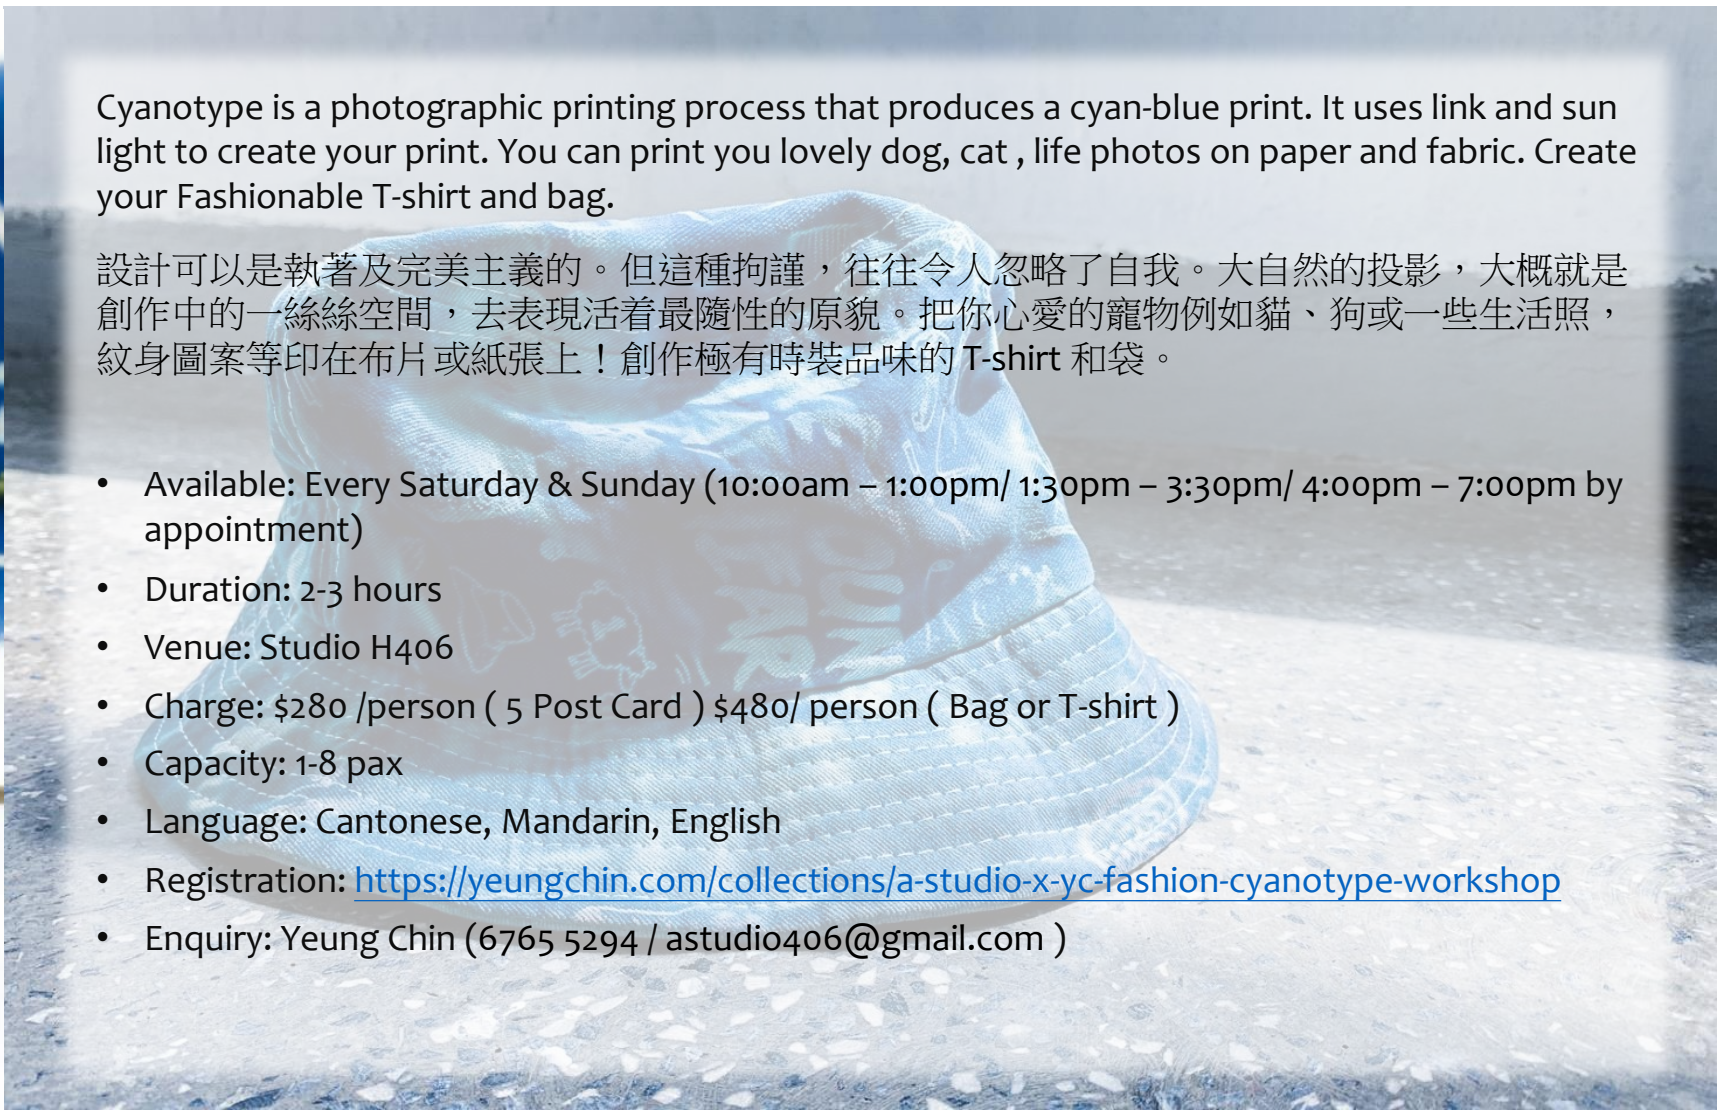 Cyanotype is a photographic printing process that produces a cyan-blue print. It uses link and sun
light to create your print. You can print you lovely dog, cat , life photos on paper and fabric. Create
your Fashionable T-shirt and bag.
設計可以是執著及完美主義的。但這種拘謹，往往令人忽略了自我。大自然的投影，大概就是
創作中的一絲絲空間，去表現活着最隨性的原貌。把你心愛的寵物例如貓、狗或一些生活照，
紋身圖案等印在布片或紙張上！創作極有時裝品味的 T-shirt 和袋。
• Available: Every Saturday & Sunday (10:00am – 1:00pm/ 1:30pm – 3:30pm/ 4:00pm – 7:00pm by
appointment)
• Duration: 2-3 hours
• Venue: Studio H406
• Charge: $280 /person ( 5 Post Card ) $480/ person ( Bag or T-shirt )
• Capacity: 1-8 pax
• Language: Cantonese, Mandarin, English
• Registration: https://yeungchin.com/collections/a-studio-x-yc-fashion-cyanotype-workshop
• Enquiry: Yeung Chin (6765 5294 / astudio406@gmail.com )